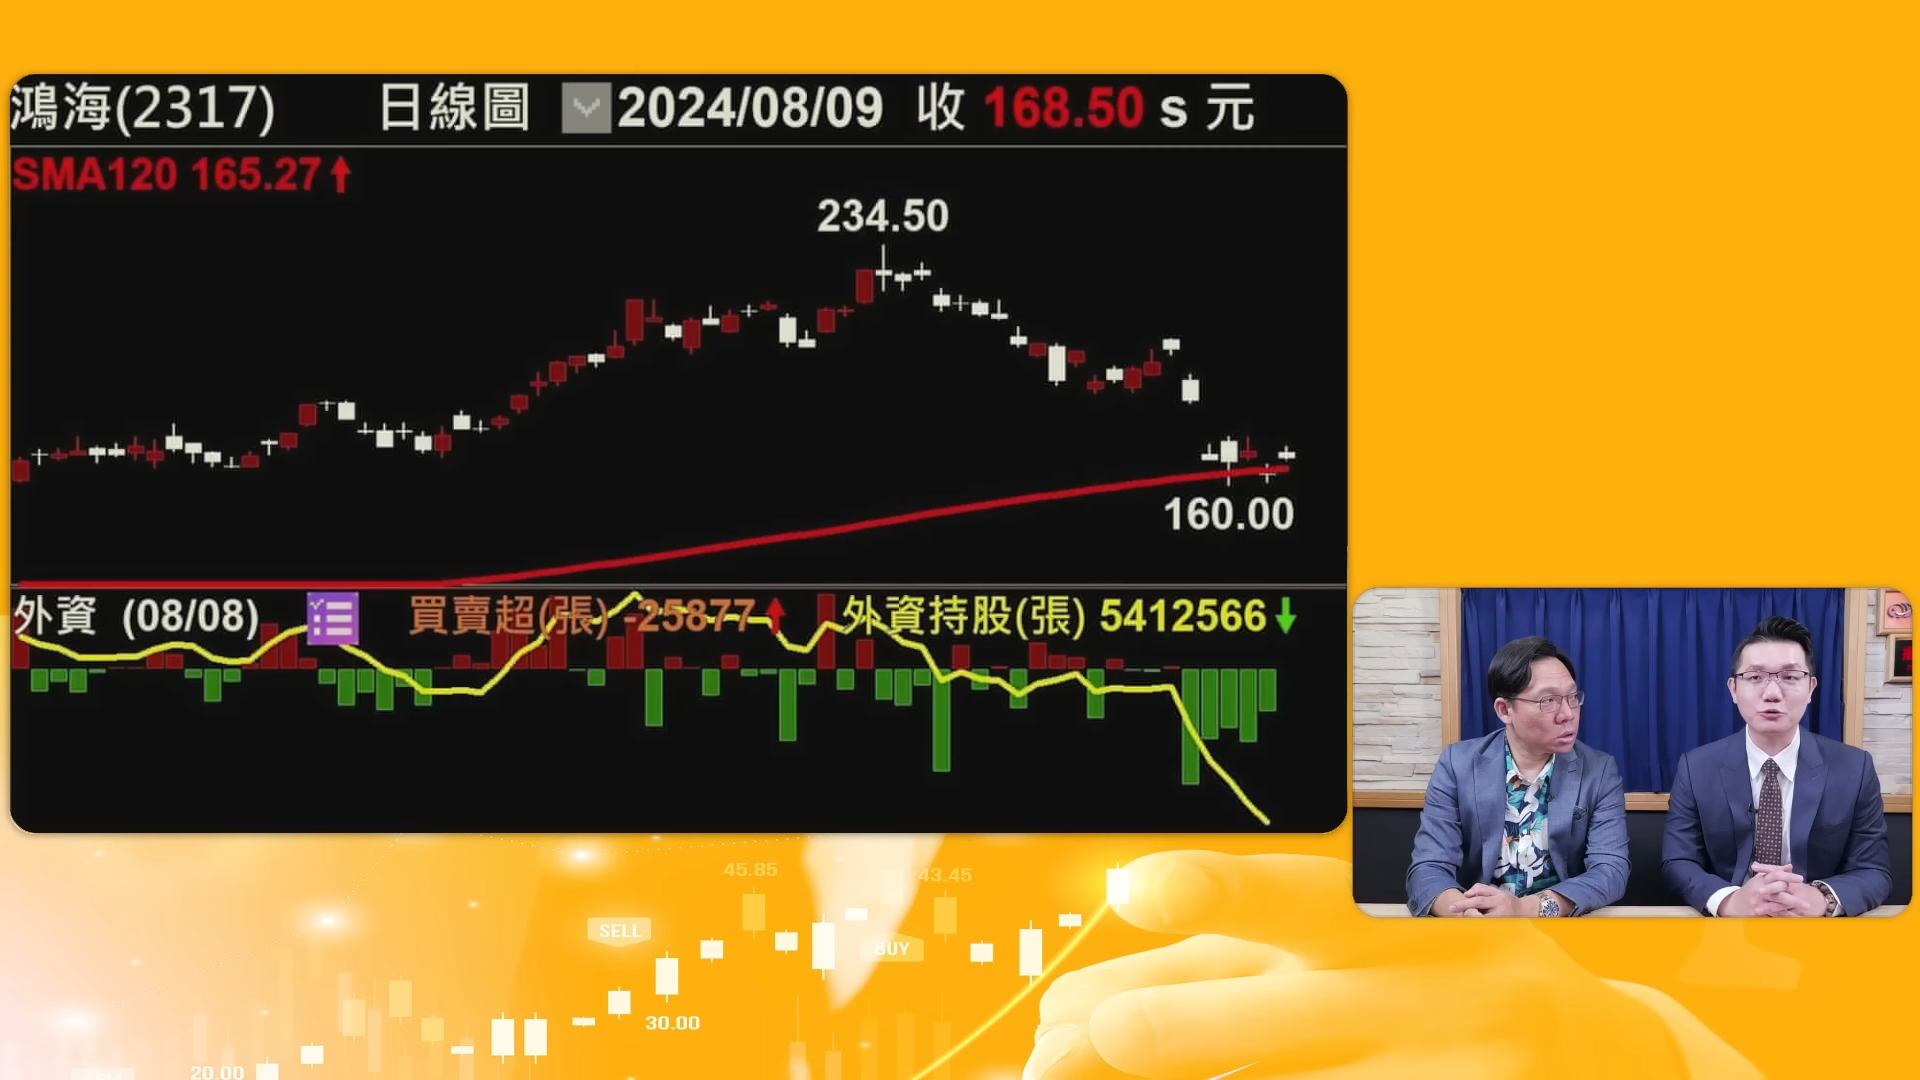 鴻海(2317) 日線圖 2024/08/09 收 168.50 s 元
SMA120 165.27↑
234.50
160.00
外資 (08/08) 買賣超(張) -25877↑ 外資持股(張) 5412566↓
45.85
43.45
SELL
BUY
30.00
20.00
SELL